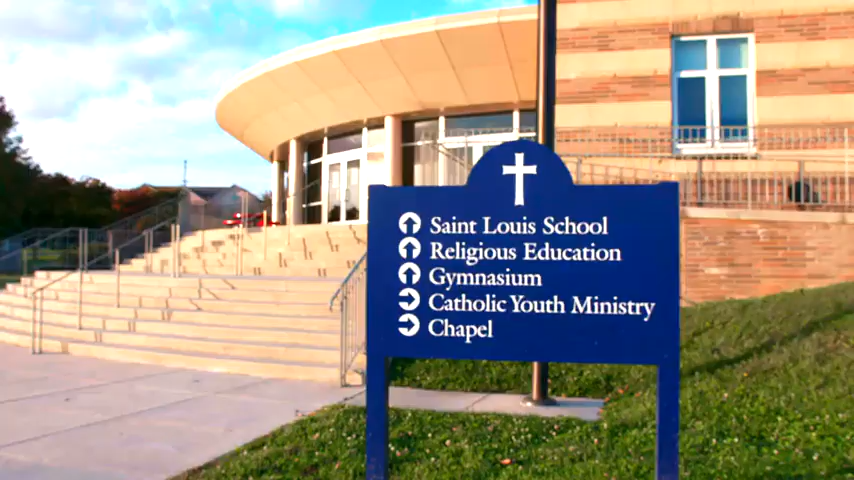 Saint Louis School
Religious Education
Gymnasium
Catholic Youth Ministry
Chapel